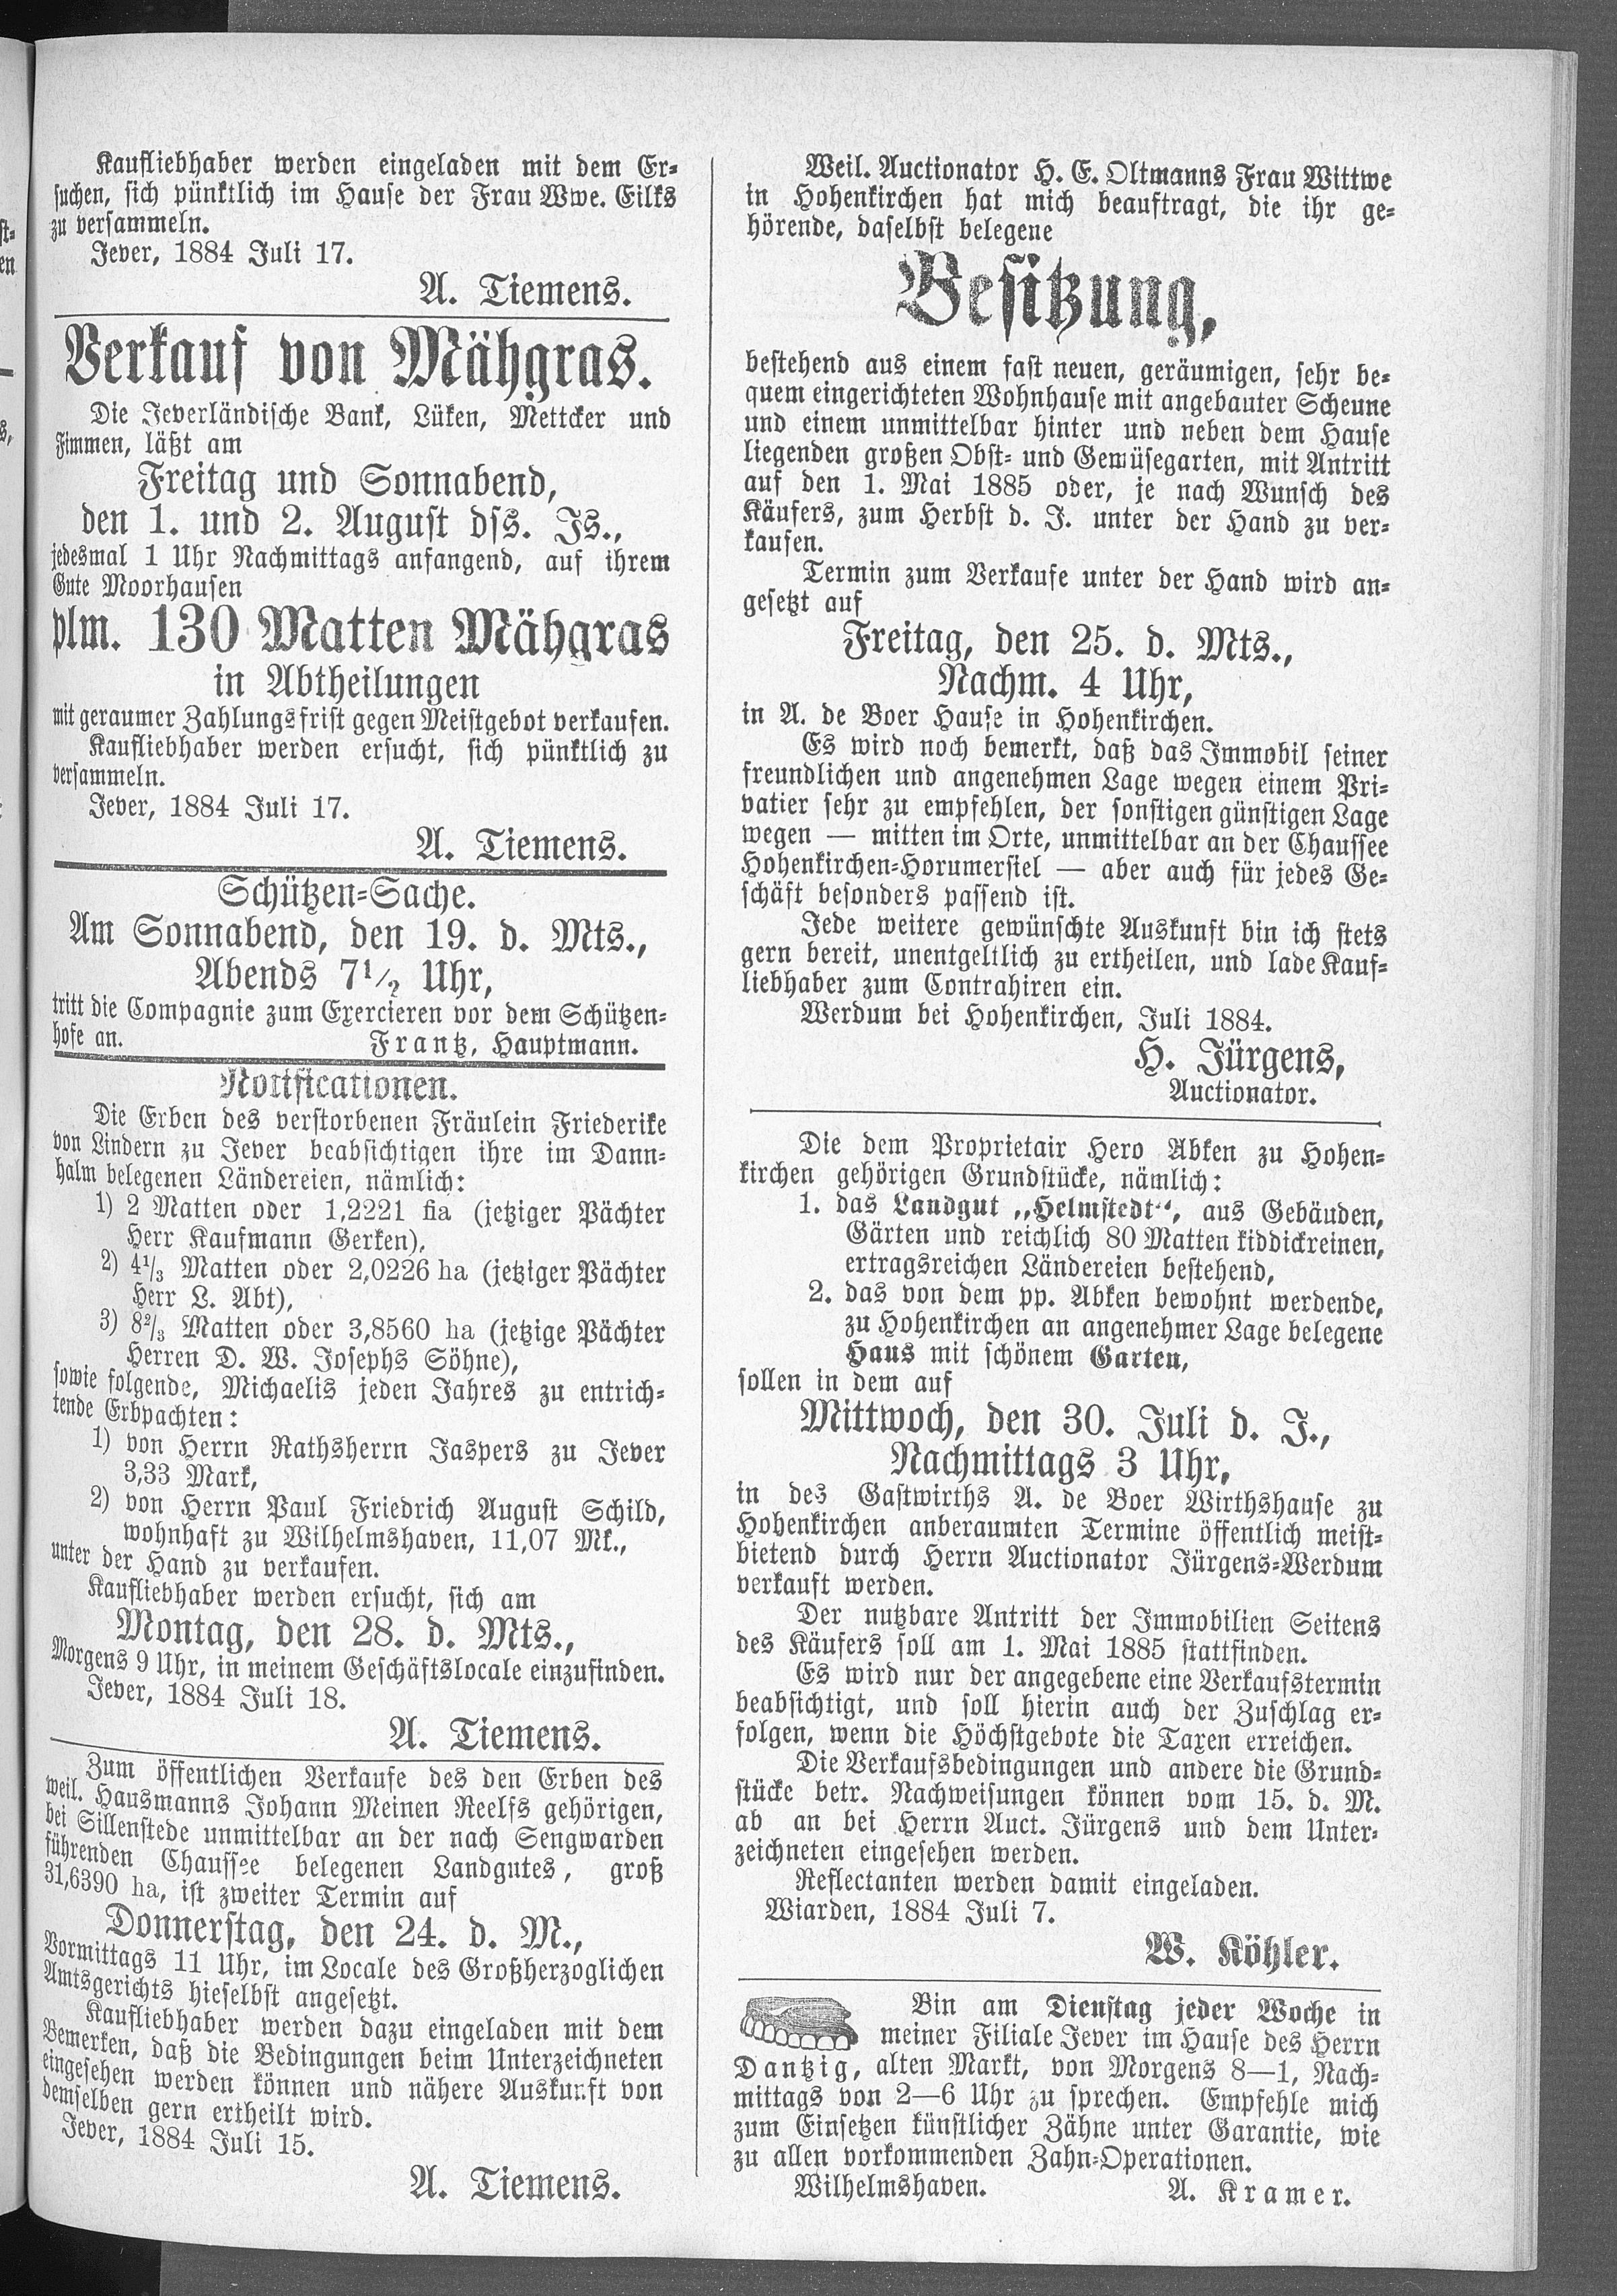 Kaufliebhaber werden eingeladen mit dem Er-
suchen, sich pünktlich im Hause der Frau Wwe. Eilks
zu versammeln.
Jever, 1884 Juli 17.
A. Tiemens.
Verkauf von Mähgras.
Die Jeverländische Bank, Lüken, Mettcker und
Fimmen, läßt am
Freitag und Sonnabend,
den 1. und 2. August dss. Js.,
jedesmal 1 Uhr Nachmittags anfangend, auf ihrem
Gute Moorhausen
plm. 130 Matten Mähgras
in Abtheilungen
mit geraumer Zahlungsfrist gegen Meistgebot verkaufen.
Kaufliebhaber werden ersucht, sich pünktlich zu
versammeln.
Jever, 1884 Juli 17.
A. Tiemens.
Schützen-Sache.
Am Sonnabend, den 19. d. Mts.,
Abends 7 1/2 Uhr,
tritt die Compagnie zum Exercieren vor dem Schützen-
hofe an. Frantz, Hauptmann.
Notificationen.
Die Erben des verstorbenen Fräulein Friederike
von Lindern zu Jever beabsichtigen ihre im Dann-
halm belegenen Ländereien, nämlich:
1) 2 Matten oder 1,2221 ha (jetziger Pächter
Herr Kaufmann Gerken),
2) 4 1/3 Matten oder 2,0226 ha (jetziger Pächter
Herr L. Abt),
3) 8 2/3 Matten oder 3,8560 ha (jetzige Pächter
Herren D. W. Josephs Söhne),
sowie folgende, Michaelis jeden Jahres zu entrich-
tende Erbpachten:
1) von Herrn Rathsherrn Jaspers zu Jever
3,33 Mark,
2) von Herrn Paul Friedrich August Schild,
wohnhaft zu Wilhelmshaven, 11,07 Mk.,
unter der Hand zu verkaufen.
Kaufliebhaber werden ersucht, sich am
Montag, den 28. d. Mts.,
Morgens 9 Uhr, in meinem Geschäftslocale einzufinden.
Jever, 1884 Juli 18.
A. Tiemens.
Zum öffentlichen Verkaufe des den Erben des
weil. Hausmanns Johann Meinen Reelfs gehörigen,
bei Sillenstede unmittelbar an der nach Sengwarden
führenden Chaussee belegenen Landgutes, groß
31,6390 ha, ist zweiter Termin auf
Donnerstag, den 24. d. M.,
Vormittags 11 Uhr, im Locale des Großherzoglichen
Amtsgerichts hieselbst angesetzt.
Kaufliebhaber werden dazu eingeladen mit dem
Bemerken, daß die Bedingungen beim Unterzeichneten
eingesehen werden können und nähere Auskunft von
demselben gern ertheilt wird.
Jever, 1884 Juli 15.
A. Tiemens.
Weil. Auctionator H. E. Oltmanns Frau Wittwe
in Hohenkirchen hat mich beauftragt, die ihr ge-
hörende, daselbst belegene
Besitzung,
bestehend aus einem fast neuen, geräumigen, sehr be-
quem eingerichteten Wohnhause mit angebauter Scheune
und einem unmittelbar hinter und neben dem Hause
liegenden großen Obst- und Gemüsegarten, mit Antritt
auf den 1. Mai 1885 oder, je nach Wunsch des
Käufers, zum Herbst d. J. unter der Hand zu ver-
kaufen.
Termin zum Verkaufe unter der Hand wird an-
gesetzt auf
Freitag, den 25. d. Mts.,
Nachm. 4 Uhr,
in A. de Boer Hause in Hohenkirchen.
Es wird noch bemerkt, daß das Immobil seiner
freundlichen und angenehmen Lage wegen einem Pri-
vatier sehr zu empfehlen, der sonstigen günstigen Lage
wegen — mitten im Orte, unmittelbar an der Chaussee
Hohenkirchen-Horumersiel — aber auch für jedes Ge-
schäft besonders passend ist.
Jede weitere gewünschte Auskunft bin ich stets
gern bereit, unentgeltlich zu ertheilen, und lade Kauf-
liebhaber zum Contrahiren ein.
Werdum bei Hohenkirchen, Juli 1884.
H. Jürgens,
Auctionator.
Die dem Proprietair Hero Abken zu Hohen-
kirchen gehörigen Grundstücke, nämlich:
1. das Landgut „Helmstedt“, aus Gebäuden,
Gärten und reichlich 80 Matten kiddickreinen,
ertragsreichen Ländereien bestehend,
2. das von dem pp. Abken bewohnt werdende,
zu Hohenkirchen an angenehmer Lage belegene
Haus mit schönem Garten,
sollen in dem auf
Mittwoch, den 30. Juli d. J.,
Nachmittags 3 Uhr,
in des Gastwirths A. de Boer Wirthshause zu
Hohenkirchen anberaumten Termine öffentlich meist-
bietend durch Herrn Auctionator Jürgens-Werdum
verkauft werden.
Der nutzbare Antritt der Immobilien Seitens
des Käufers soll am 1. Mai 1885 stattfinden.
Es wird nur der angegebene eine Verkaufstermin
beabsichtigt, und soll hierin auch der Zuschlag er-
folgen, wenn die Höchstgebote die Taxen erreichen.
Die Verkaufsbedingungen und andere die Grund-
stücke betr. Nachweisungen können vom 15. d. M.
ab an bei Herrn Auct. Jürgens und dem Unter-
zeichneten eingesehen werden.
Reflectanten werden damit eingeladen.
Wiarden, 1884 Juli 7.
W. Köhler.
Bin am Dienstag jeder Woche in
meiner Filiale Jever im Hause des Herrn
Dantzig, alten Markt, von Morgens 8—1, Nach-
mittags von 2—6 Uhr zu sprechen. Empfehle mich
zum Einsetzen künstlicher Zähne unter Garantie, wie
zu allen vorkommenden Zahn-Operationen.
Wilhelmshaven. A. Kramer.